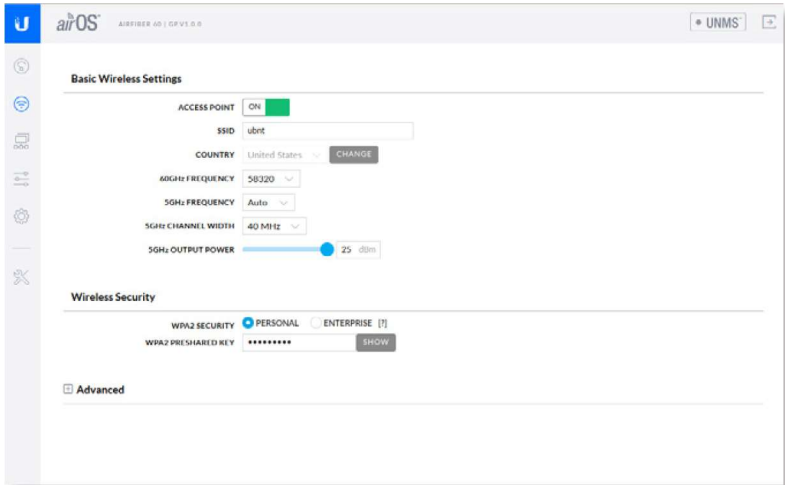 airOS AIRFIBER 60 | GP.V1.0.0 UNMS
Basic Wireless Settings
ACCESS POINT ON
SSID ubnt
COUNTRY United States CHANGE
60GHz FREQUENCY 58320
5GHz FREQUENCY Auto
5GHz CHANNEL WIDTH 40 MHz
5GHz OUTPUT POWER 25 dBm
Wireless Security
WPA2 SECURITY PERSONAL ENTERPRISE [?]
WPA2 PRESHARED KEY ••••••••• SHOW
Advanced